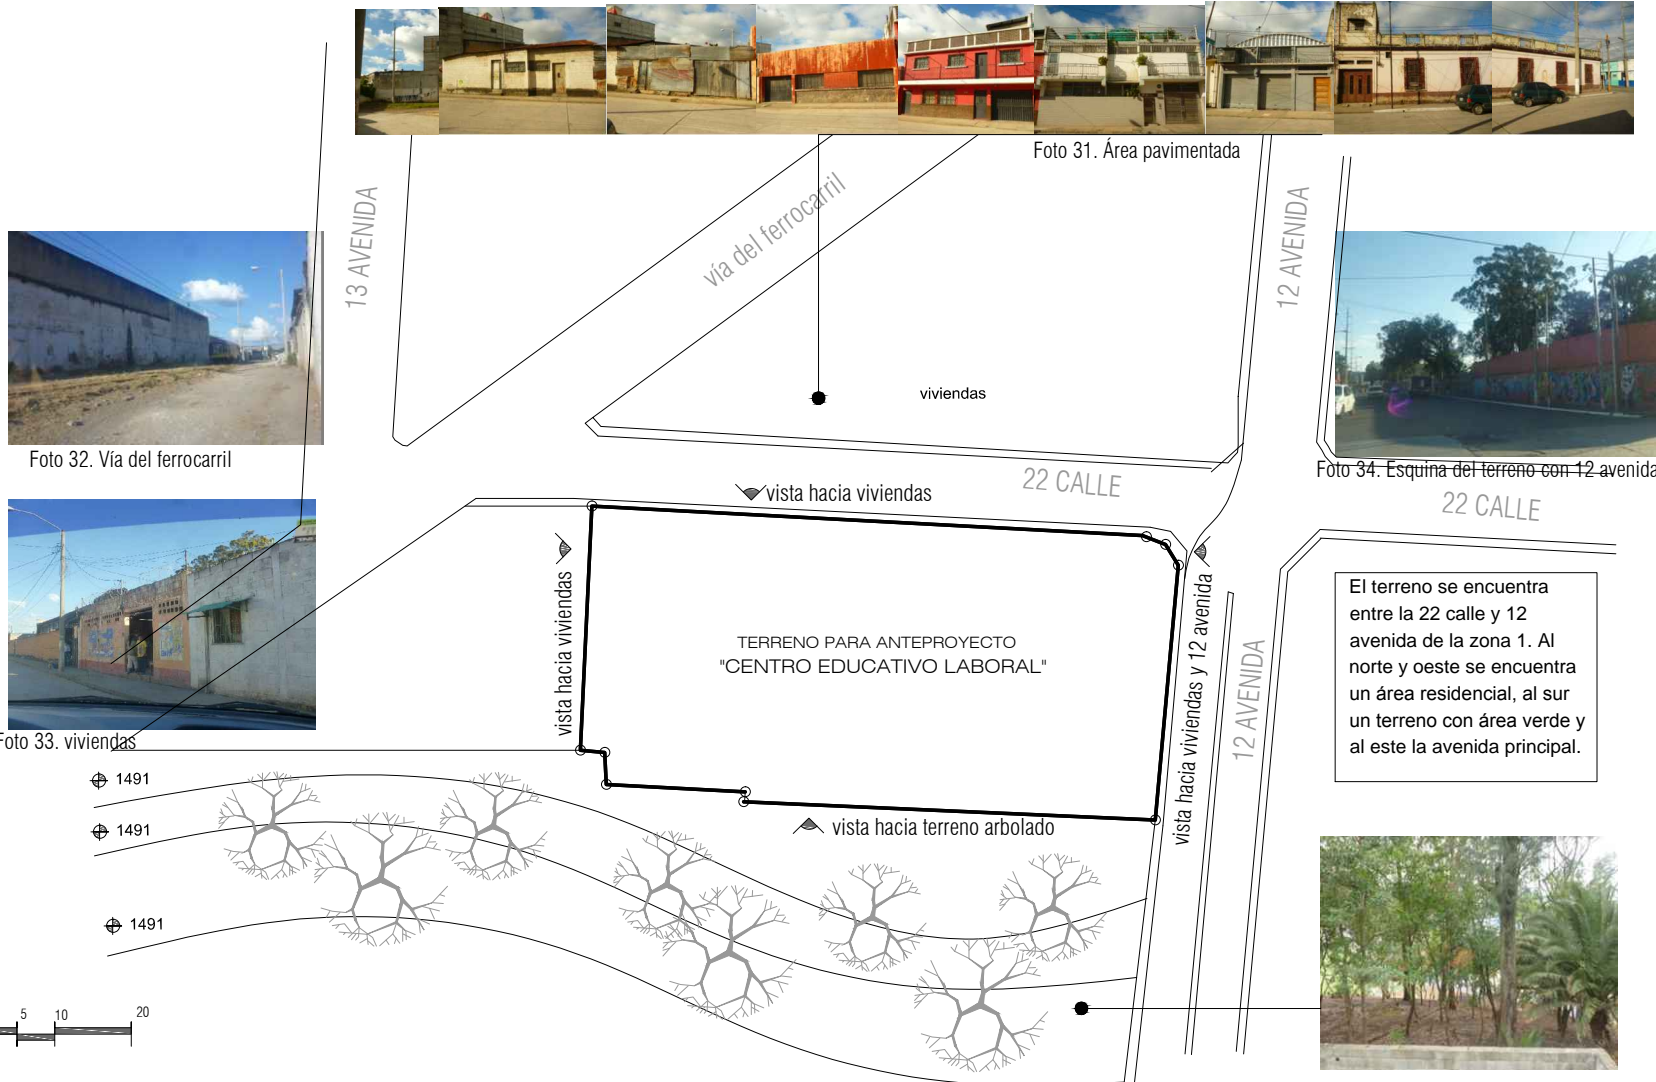 Foto 31. Área pavimentada
13 AVENIDA
vía del ferrocarril
12 AVENIDA
viviendas
Foto 32. Vía del ferrocarril
22 CALLE
Foto 34. Esquina del terreno con 12 avenida
22 CALLE
vista hacia viviendas
vista hacia viviendas
TERRENO PARA ANTEPROYECTO
"CENTRO EDUCATIVO LABORAL"
vista hacia viviendas y 12 avenida
12 AVENIDA
El terreno se encuentra
entre la 22 calle y 12
avenida de la zona 1. Al
norte y oeste se encuentra
un área residencial, al sur
un terreno con área verde y
al este la avenida principal.
Foto 33. viviendas
1491
1491
1491
vista hacia terreno arbolado
5 10 20